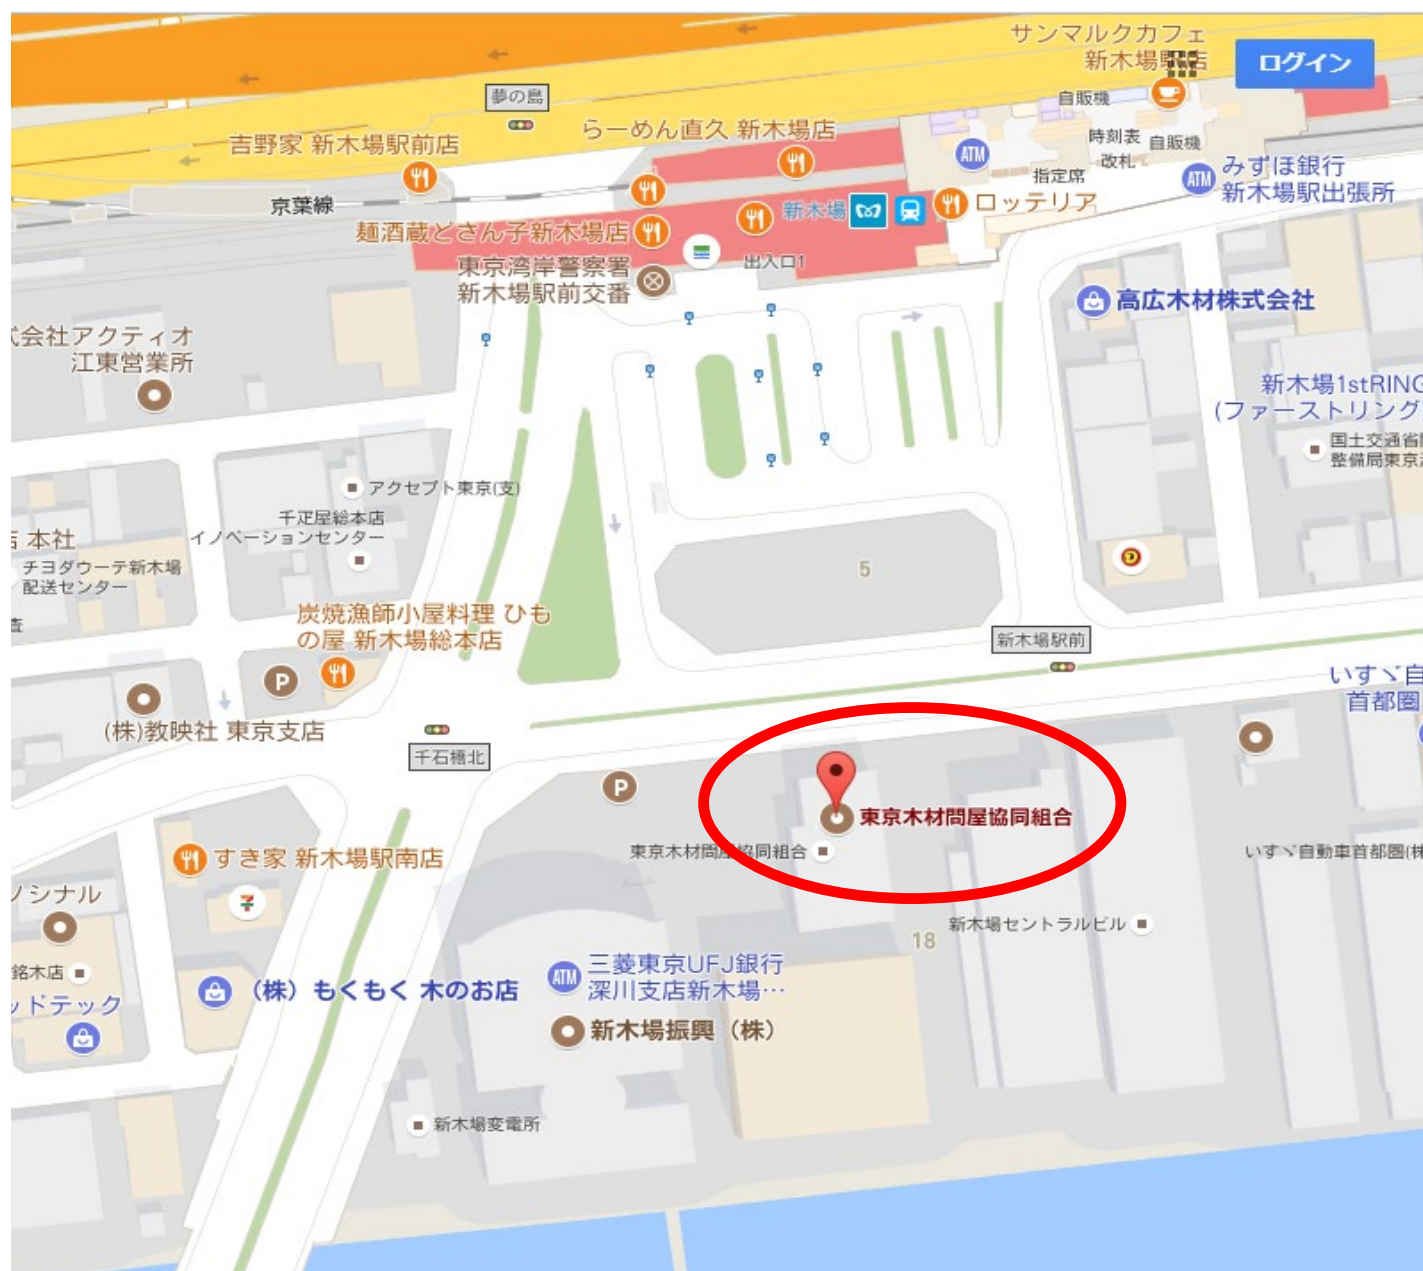 サンマルクカフェ
新木場駅店
ログイン
夢の島
自販機
吉野家 新木場駅前店
らーめん直久 新木場店
時刻表
自販機
改札
ATM
指定席
ATM
みずほ銀行
新木場駅出張所
京葉線
新木場
ロッテリア
麺酒蔵どさん子新木場店
出入口1
東京湾岸警察署
新木場駅前交番
高広木材株式会社
式会社アクティオ
江東営業所
新木場1stRING
(ファーストリング
国土交通省
整備局東京
アクセプト東京(支)
千疋屋総本店
イノベーションセンター
店 本社
チヨダウーテ新木場
配送センター
5
炭焼漁師小屋料理 ひも
の屋 新木場総本店
新木場駅前
P
いすゞ自
首都圏
(株)教映社 東京支店
千石橋北
P
東京木材問屋協同組合
東京木材問屋協同組合
すき家 新木場駅南店
いすゞ自動車首都圏(株
ノシナル
新木場セントラルビル
18
銘木店
ッドテック
(株)もくもく 木のお店
ATM
三菱東京UFJ銀行
深川支店新木場…
新木場振興(株)
新木場変電所